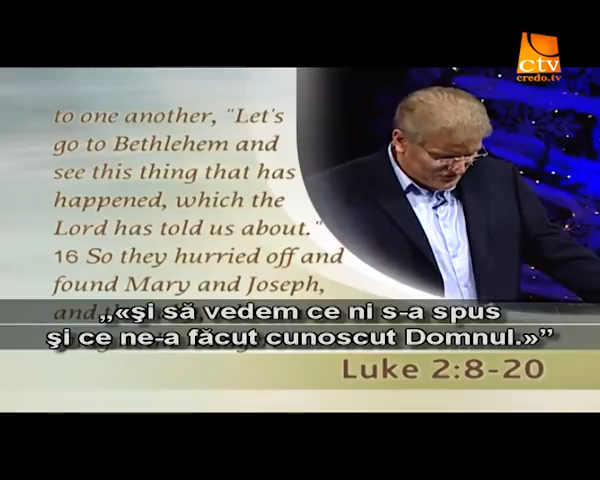 ctv
credo.tv
to one another, "Let's
go to Bethlehem and
see this thing that has
happened, which the
Lord has told us about."
16 So they hurried off and
found Mary and Joseph,
and
„«şi să vedem ce ni s-a spus
şi ce ne-a făcut cunoscut Domnul.»”
Luke 2:8-20